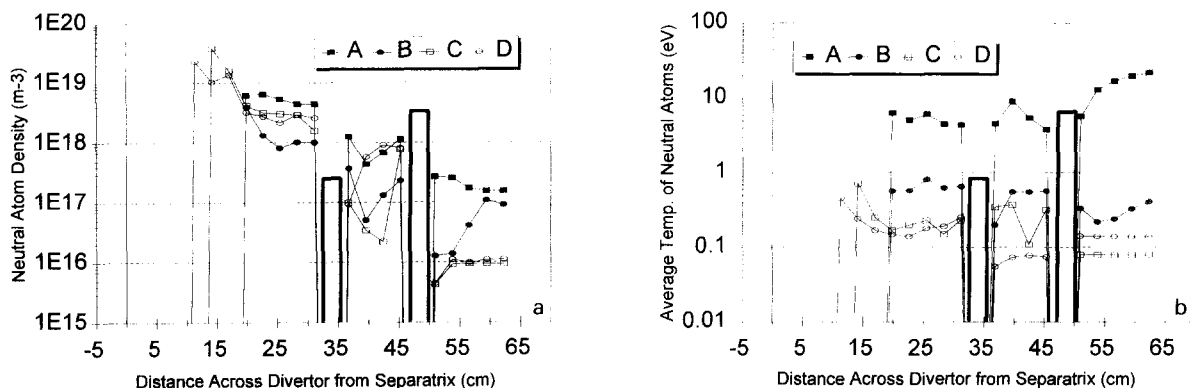 Neutral Atom Density (m-3)
1E20
1E19
1E18
1E17
1E16
1E15
A B C D
a
-5 5 15 25 35 45 55 65
Distance Across Divertor from Separatrix (cm)
Average Temp. of Neutral Atoms (eV)
100
10
1
0.1
0.01
A B C D
b
-5 5 15 25 35 45 55 65
Distance Across Divertor from Separatrix (cm)